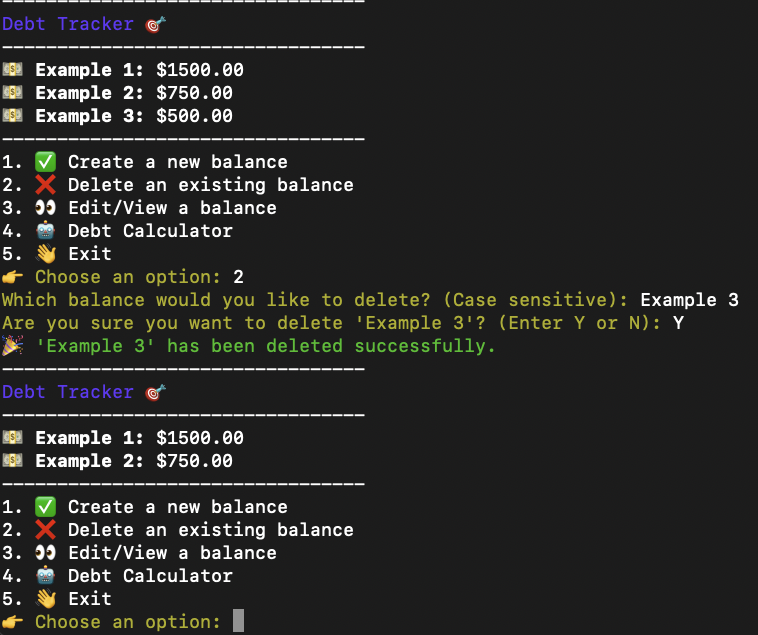 ---------------------------------
Debt Tracker 🎯
---------------------------------
💵 Example 1: $1500.00
💵 Example 2: $750.00
💵 Example 3: $500.00
---------------------------------
1. ✅ Create a new balance
2. ❌ Delete an existing balance
3. 👀 Edit/View a balance
4. 🤖 Debt Calculator
5. 👋 Exit
👉 Choose an option: 2
Which balance would you like to delete? (Case sensitive): Example 3
Are you sure you want to delete 'Example 3'? (Enter Y or N): Y
🎉 'Example 3' has been deleted successfully.
---------------------------------
Debt Tracker 🎯
---------------------------------
💵 Example 1: $1500.00
💵 Example 2: $750.00
---------------------------------
1. ✅ Create a new balance
2. ❌ Delete an existing balance
3. 👀 Edit/View a balance
4. 🤖 Debt Calculator
5. 👋 Exit
👉 Choose an option: